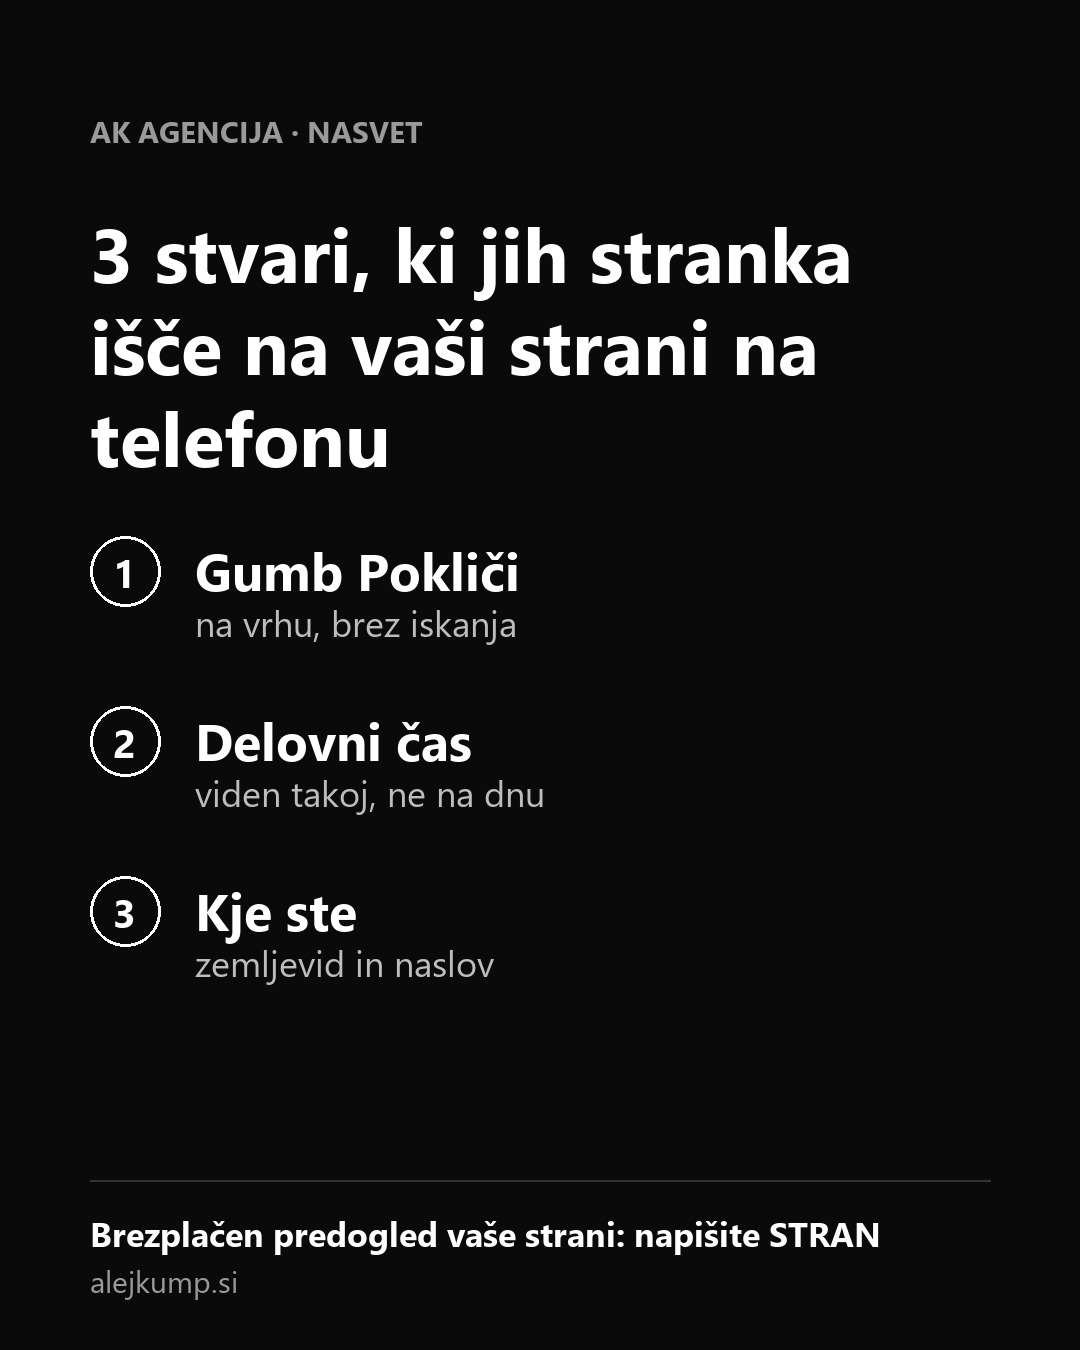 AK AGENCIJA · NASVET
3 stvari, ki jih stranka
išče na vaši strani na
telefonu
1 Gumb Pokliči
na vrhu, brez iskanja
2 Delovni čas
viden takoj, ne na dnu
3 Kje ste
zemljevid in naslov
Brezplačen predogled vaše strani: napišite STRAN
alejkump.si